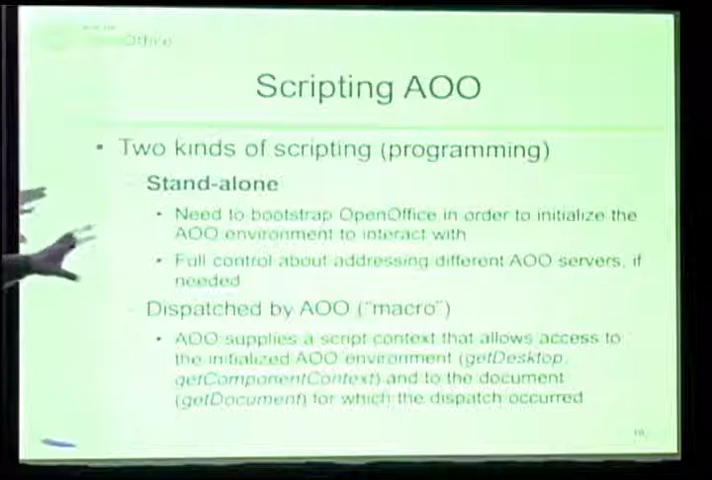 Office
Scripting AOO
• Two kinds of scripting (programming)
– Stand-alone
• Need to bootstrap OpenOffice in order to initialize the
AOO environment to interact with
• Full control about addressing different AOO servers, if
needed
– Dispatched by AOO ("macro")
• AOO supplies a script context that allows access to
the initialized AOO environment (getDesktop,
getComponentContext) and to the document
(getDocument) for which the dispatch occurred